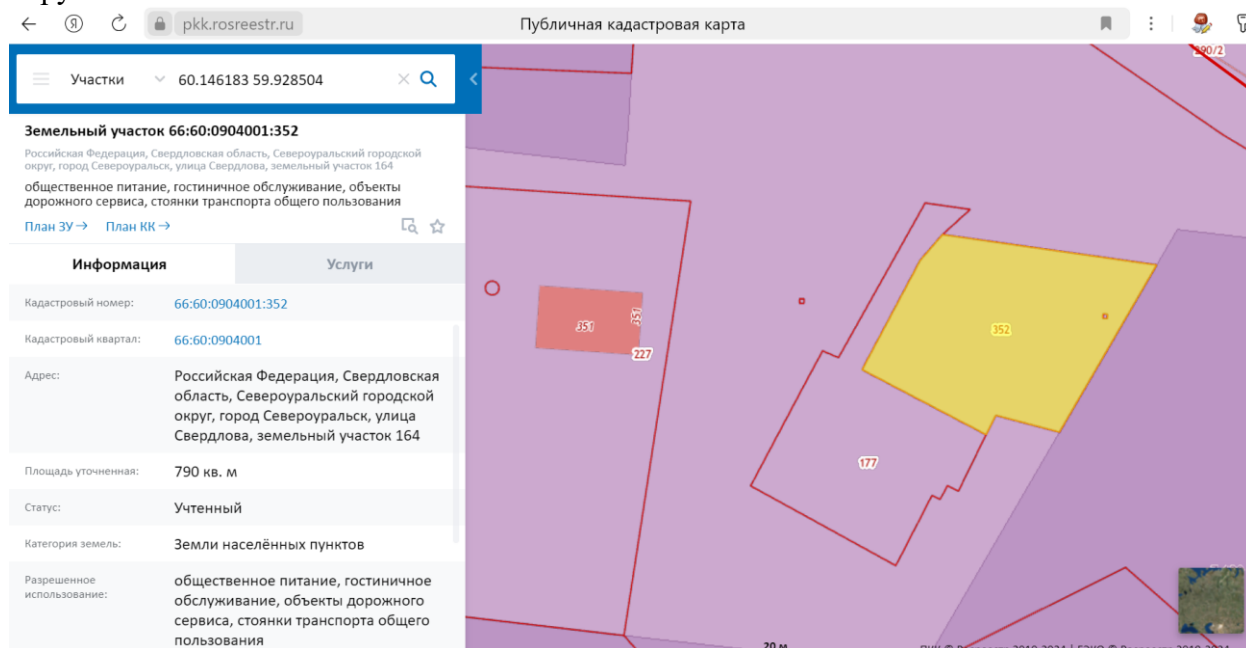 pkk.rosreestr.ru
Публичная кадастровая карта
Участки
60.146183 59.928504
Земельный участок 66:60:0904001:352
Российская Федерация, Свердловская область, Североуральский городской
округ, город Североуральск, улица Свердлова, земельный участок 164
общественное питание, гостиничное обслуживание, объекты
дорожного сервиса, стоянки транспорта общего пользования
План ЗУ→ План КК→
Информация
Услуги
Кадастровый номер: 66:60:0904001:352
Кадастровый квартал: 66:60:0904001
Адрес: Российская Федерация, Свердловская
область, Североуральский городской
округ, город Североуральск, улица
Свердлова, земельный участок 164
Площадь уточненная: 790 кв. м
Статус: Учтенный
Категория земель: Земли населённых пунктов
Разрешенное
использование:
общественное питание, гостиничное
обслуживание, объекты дорожного
сервиса, стоянки транспорта общего
пользования
290/2
351
351
227
352
177
20 м